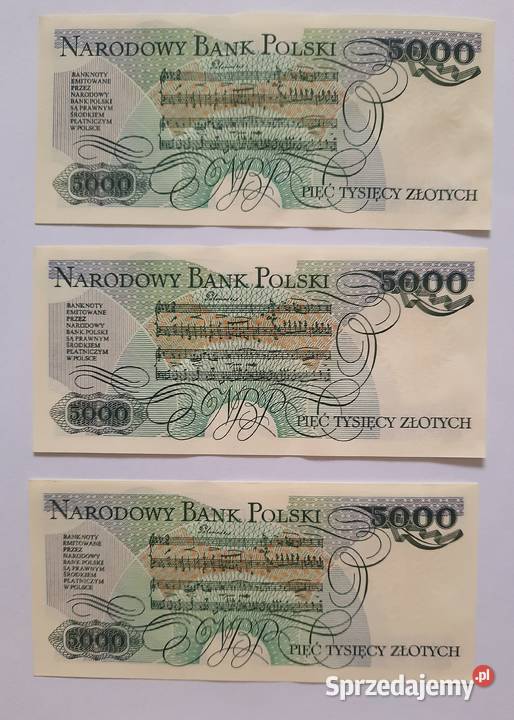 NARODOWY BANK POLSKI
5000
BANKNOTY
EMITOWANE
PRZEZ
NARODOWY
BANK POLSKI
SĄ PRAWNYM
ŚRODKIEM
PŁATNICZYM
W POLSCE
5000
NBP
PIĘĆ TYSIĘCY ZŁOTYCH
NARODOWY BANK POLSKI
5000
BANKNOTY
EMITOWANE
PRZEZ
NARODOWY
BANK POLSKI
SĄ PRAWNYM
ŚRODKIEM
PŁATNICZYM
W POLSCE
5000
NBP
PIĘĆ TYSIĘCY ZŁOTYCH
NARODOWY BANK POLSKI
5000
BANKNOTY
EMITOWANE
PRZEZ
NARODOWY
BANK POLSKI
SĄ PRAWNYM
ŚRODKIEM
PŁATNICZYM
W POLSCE
5000
NBP
PIĘĆ TYSIĘCY ZŁOTYCH
Sprzedajemy.pl